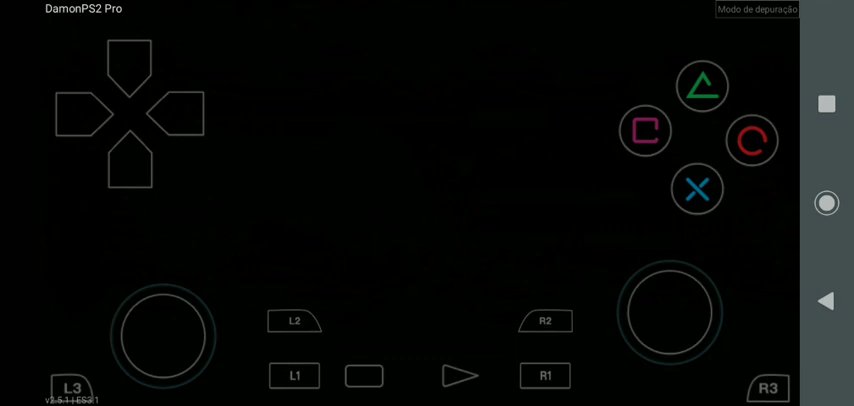 DamonPS2 Pro
Modo de depuração
L2
R2
L1
R1
L3
R3
v2.5.1 | ES3.1